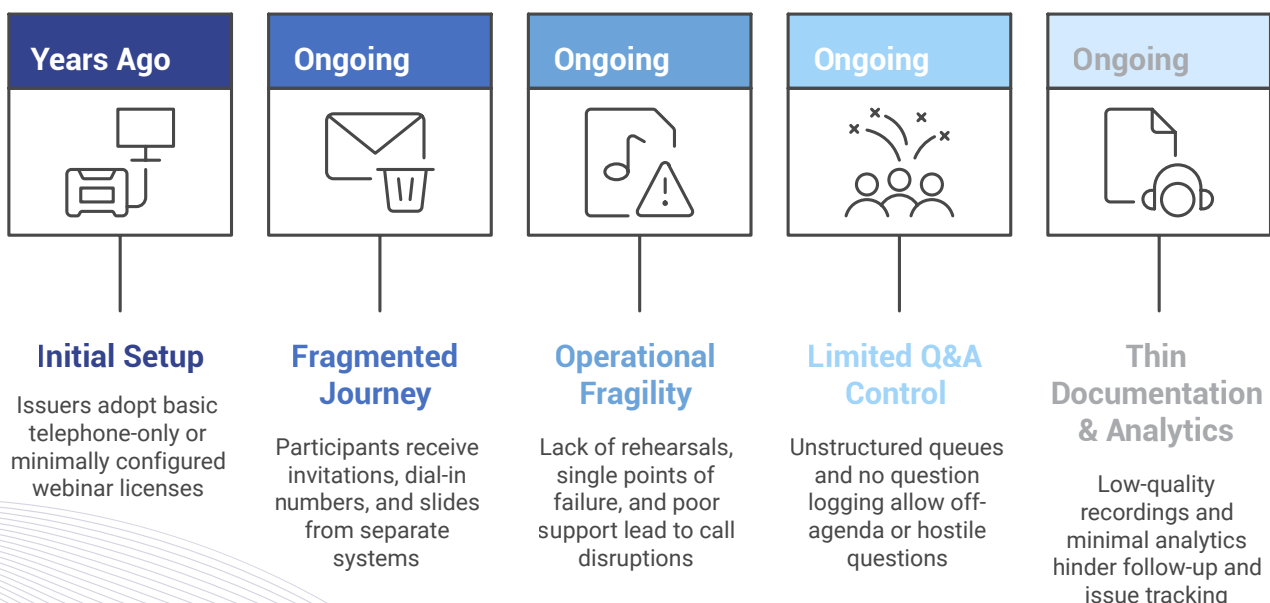 Years Ago
Ongoing
Ongoing
Ongoing
Ongoing
Initial Setup
Issuers adopt basic
telephone-only or
minimally configured
webinar licenses
Fragmented
Journey
Participants receive
invitations, dial-in
numbers, and slides
from separate
systems
Operational
Fragility
Lack of rehearsals,
single points of
failure, and poor
support lead to call
disruptions
Limited Q&A
Control
Unstructured queues
and no question
logging allow off-
agenda or hostile
questions
Thin
Documentation
& Analytics
Low-quality
recordings and
minimal analytics
hinder follow-up and
issue tracking